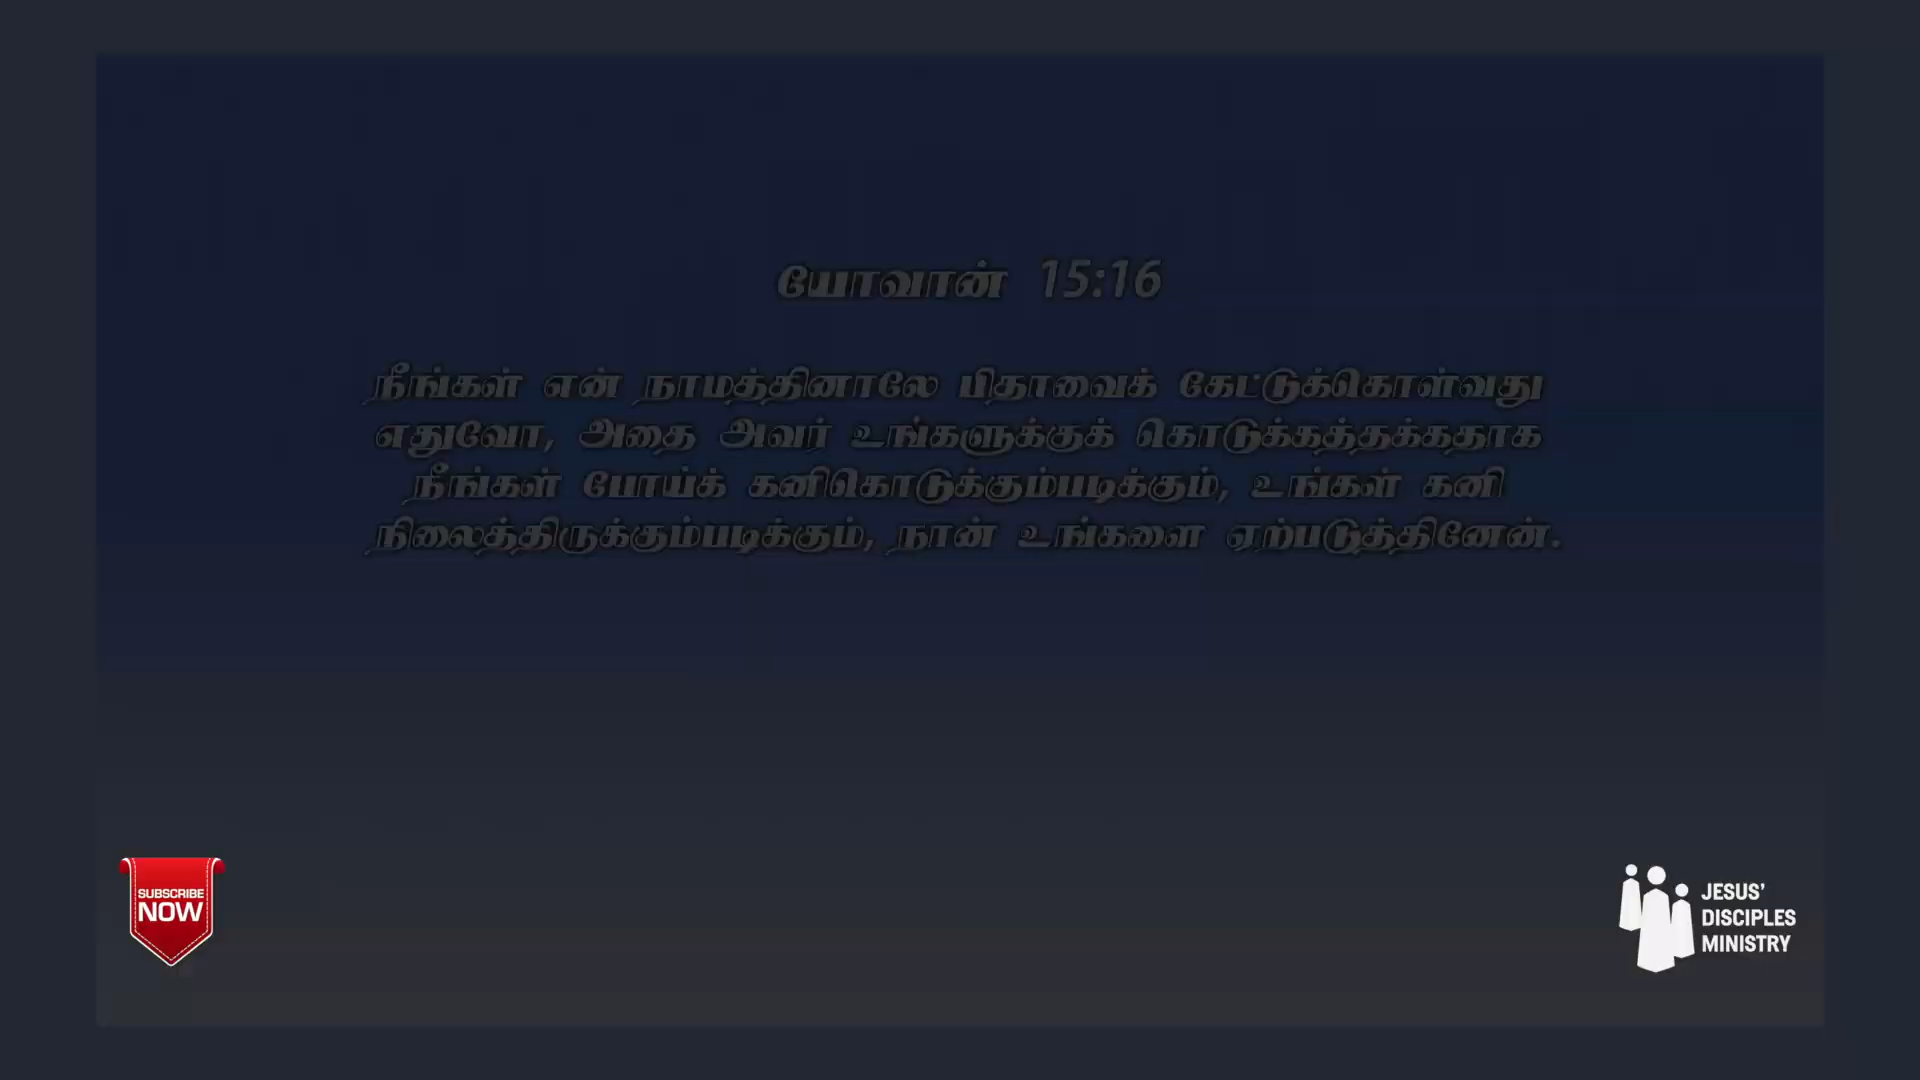 யோவான் 15:16
நீங்கள் என் நாமத்தினாலே பிதாவைக் கேட்டுக்கொள்வது
எதுவோ, அதை அவர் உங்களுக்குக் கொடுக்கத்தக்கதாக
நீங்கள் போய்க் கனிகொடுக்கும்படிக்கும், உங்கள் கனி
நிலைத்திருக்கும்படிக்கும், நான் உங்களை ஏற்படுத்தினேன்.
SUBSCRIBE
NOW
JESUS'
DISCIPLES
MINISTRY